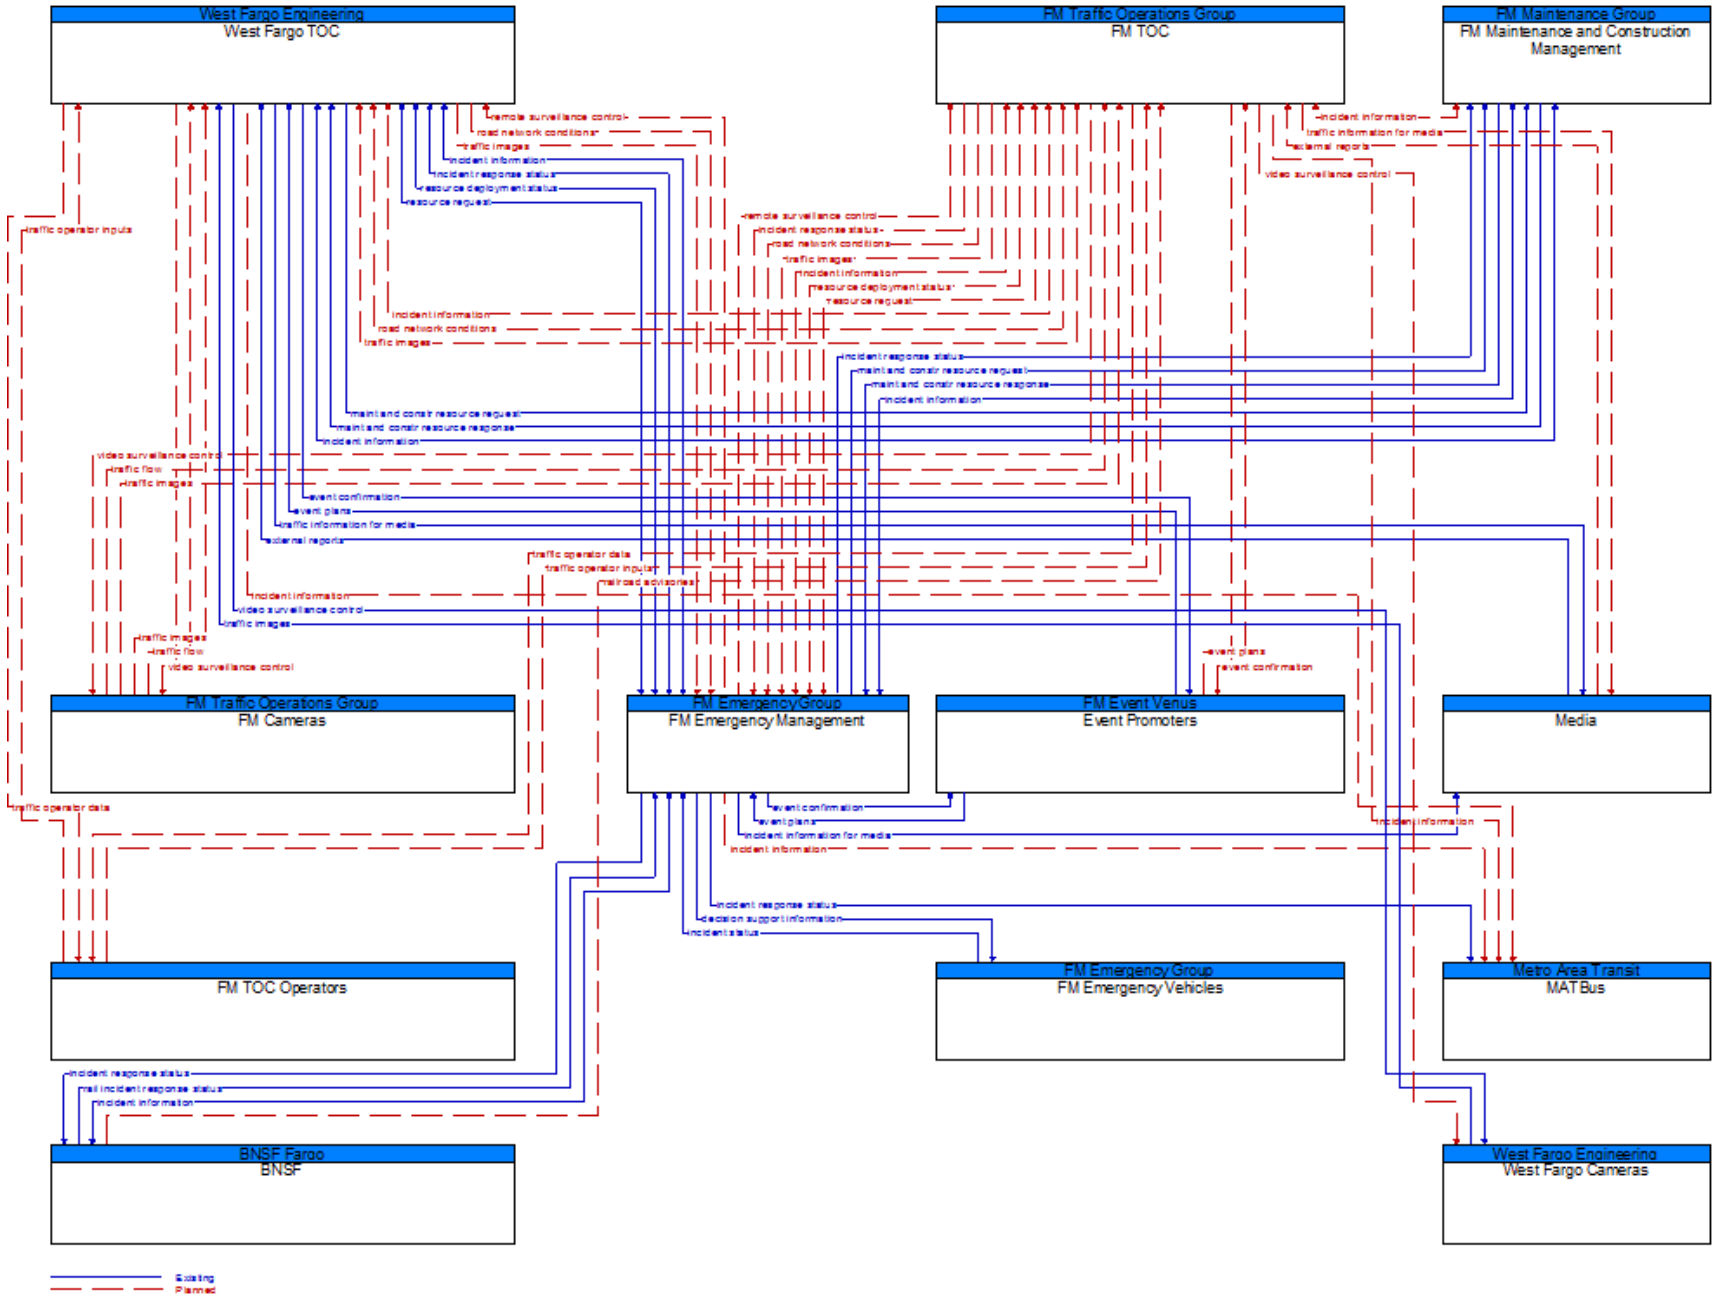 West Fargo Engineering
West Fargo TOC
FM Traffic Operations Group
FM TOC
FM Maintenance Group
FM Maintenance and Construction
Management
remote surveillance control
road network conditions
traffic images
incident information
incident response status
resource deployment status
resource request
incident information
traffic information for media
external reports
video surveillance control
traffic operator inputs
remote surveillance control
incident response status
road network conditions
traffic images
incident information
resource deployment status
resource request
incident information
road network conditions
traffic images
incident response status
maint and constr resource request
maint and constr resource response
incident information
maint and constr resource request
maint and constr resource response
incident information
video surveillance control
traffic flow
traffic images
event confirmation
event plans
traffic information for media
external reports
traffic operator data
traffic operator inputs
railroad advisories
incident information
video surveillance control
traffic images
traffic images
traffic flow
video surveillance control
event plans
event confirmation
FM Traffic Operations Group
FM Cameras
FM Emergency Group
FM Emergency Management
FM Event Venus
Event Promoters
Media
traffic operator data
event confirmation
event plans
incident information for media
incident information
incident information
incident response status
decision support information
incident status
FM TOC Operators
FM Emergency Group
FM Emergency Vehicles
Metro Area Transit
MATBus
incident response status
rail incident response status
incident information
BNSF Fargo
BNSF
West Fargo Engineering
West Fargo Cameras
Existing
Planned